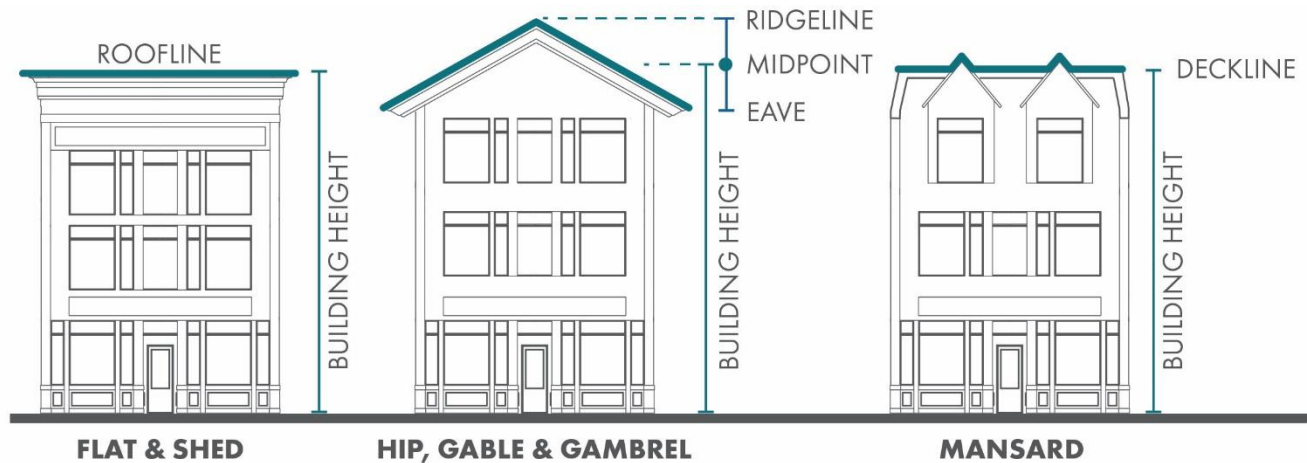 ROOFLINE
BUILDING HEIGHT
FLAT & SHED
RIDGELINE
MIDPOINT
EAVE
BUILDING HEIGHT
HIP, GABLE & GAMBREL
DECKLINE
BUILDING HEIGHT
MANSARD